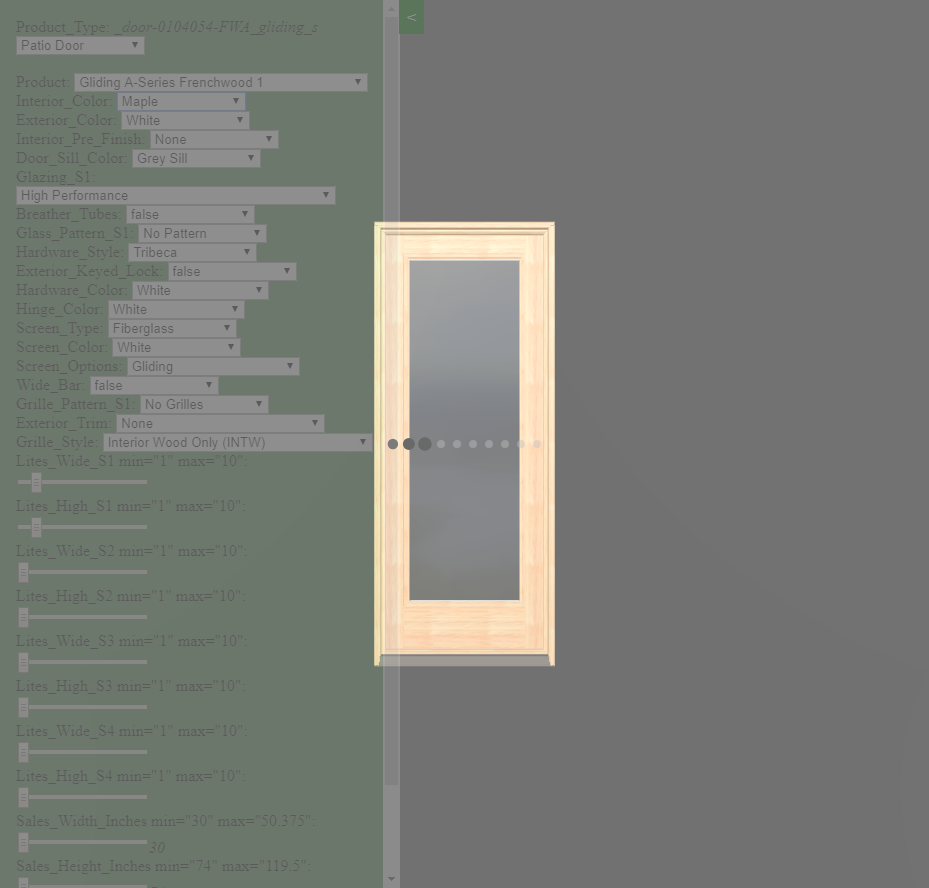 Product_Type: _door-0104054-FWA_gliding_s
Patio Door
<
Product: Gliding A-Series Frenchwood 1
Interior_Color: Maple
Exterior_Color: White
Interior_Pre_Finish: None
Door_Sill_Color: Grey Sill
Glazing_S1:
High Performance
Breather_Tubes: false
Glass_Pattern_S1: No Pattern
Hardware_Style: Tribeca
Exterior_Keyed_Lock: false
Hardware_Color: White
Hinge_Color: White
Screen_Type: Fiberglass
Screen_Color: White
Screen_Options: Gliding
Wide_Bar: false
Grille_Pattern_S1: No Grilles
Exterior_Trim: None
Grille_Style: Interior Wood Only (INTW)
Lites_Wide_S1 min="1" max="10":
Lites_High_S1 min="1" max="10":
Lites_Wide_S2 min="1" max="10":
Lites_High_S2 min="1" max="10":
Lites_Wide_S3 min="1" max="10":
Lites_High_S3 min="1" max="10":
Lites_Wide_S4 min="1" max="10":
Lites_High_S4 min="1" max="10":
Sales_Width_Inches min="30" max="50.375":
30
Sales_Height_Inches min="74" max="119.5":